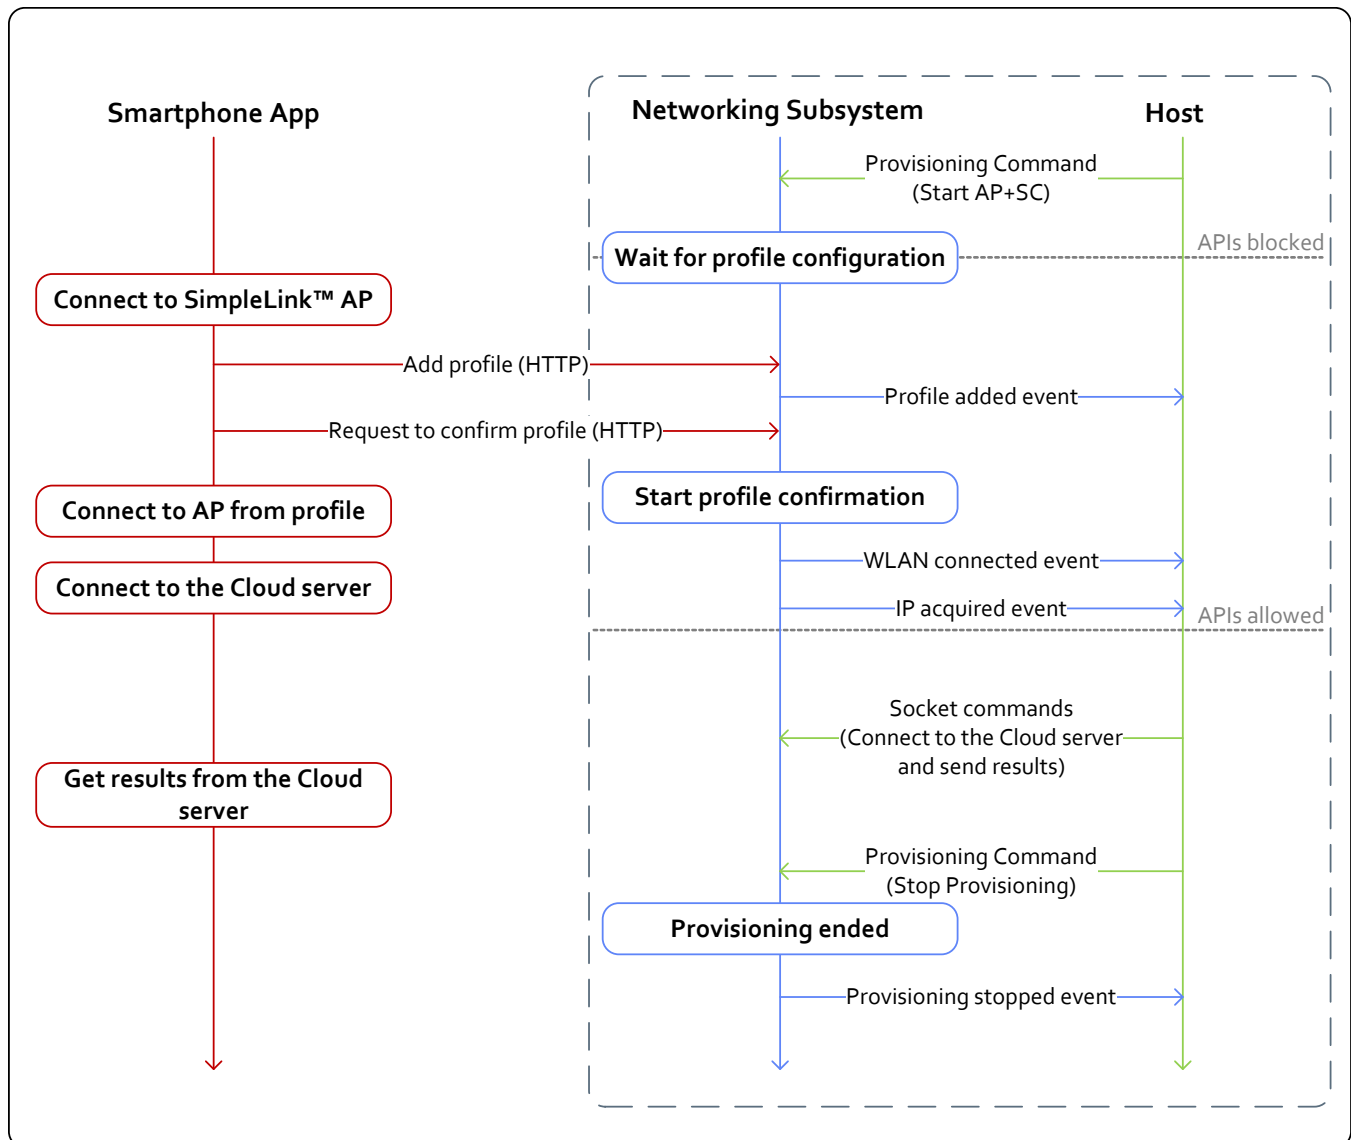 Smartphone App
Networking Subsystem
Host
Provisioning Command
(Start AP+SC)
APIs blocked
Wait for profile configuration
Connect to SimpleLink™ AP
Add profile (HTTP)
Profile added event
Request to confirm profile (HTTP)
Start profile confirmation
Connect to AP from profile
WLAN connected event
Connect to the Cloud server
IP acquired event
APIs allowed
Socket commands
(Connect to the Cloud server
and send results)
Get results from the Cloud
server
Provisioning Command
(Stop Provisioning)
Provisioning ended
Provisioning stopped event